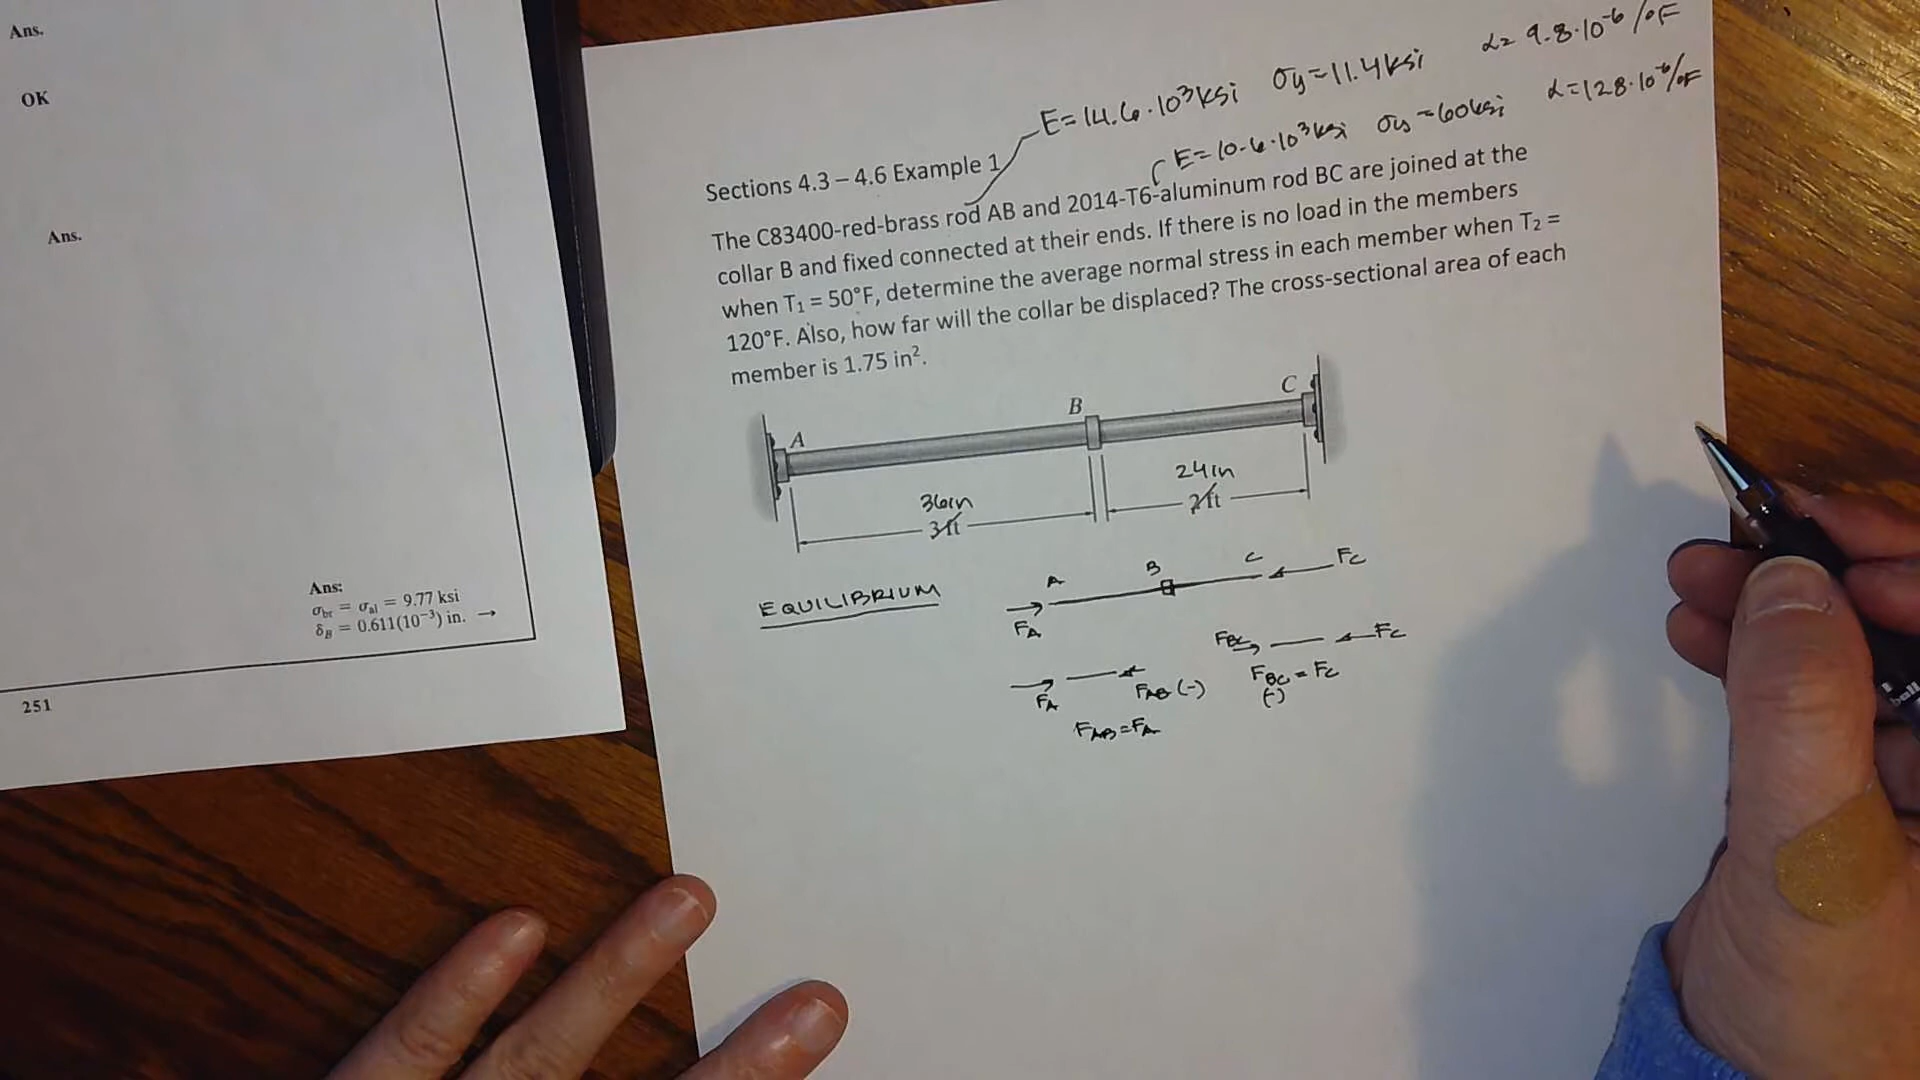 Ans.
OK
Ans.
Ans:
σbr = σal = 9.77 ksi
δB = 0.611(10⁻³) in. →
251
E= 14.6·10³ksi σy=11.4ksi α= 9.8·10⁻⁶/°F
E= 10.6·10³ksi σy=60ksi α=12.8·10⁻⁶/°F
Sections 4.3 – 4.6 Example 1
The C83400-red-brass rod AB and 2014-T6-aluminum rod BC are joined at the
collar B and fixed connected at their ends. If there is no load in the members
when T₁ = 50°F, determine the average normal stress in each member when T₂ =
120°F. Also, how far will the collar be displaced? The cross-sectional area of each
member is 1.75 in².
A B C
36in 24in
3 ft 2 ft
EQUILIBRIUM
A B C FC
FA
FBC FC
FA FAB (-) FBC = FC
(-)
FAB=FA
ball